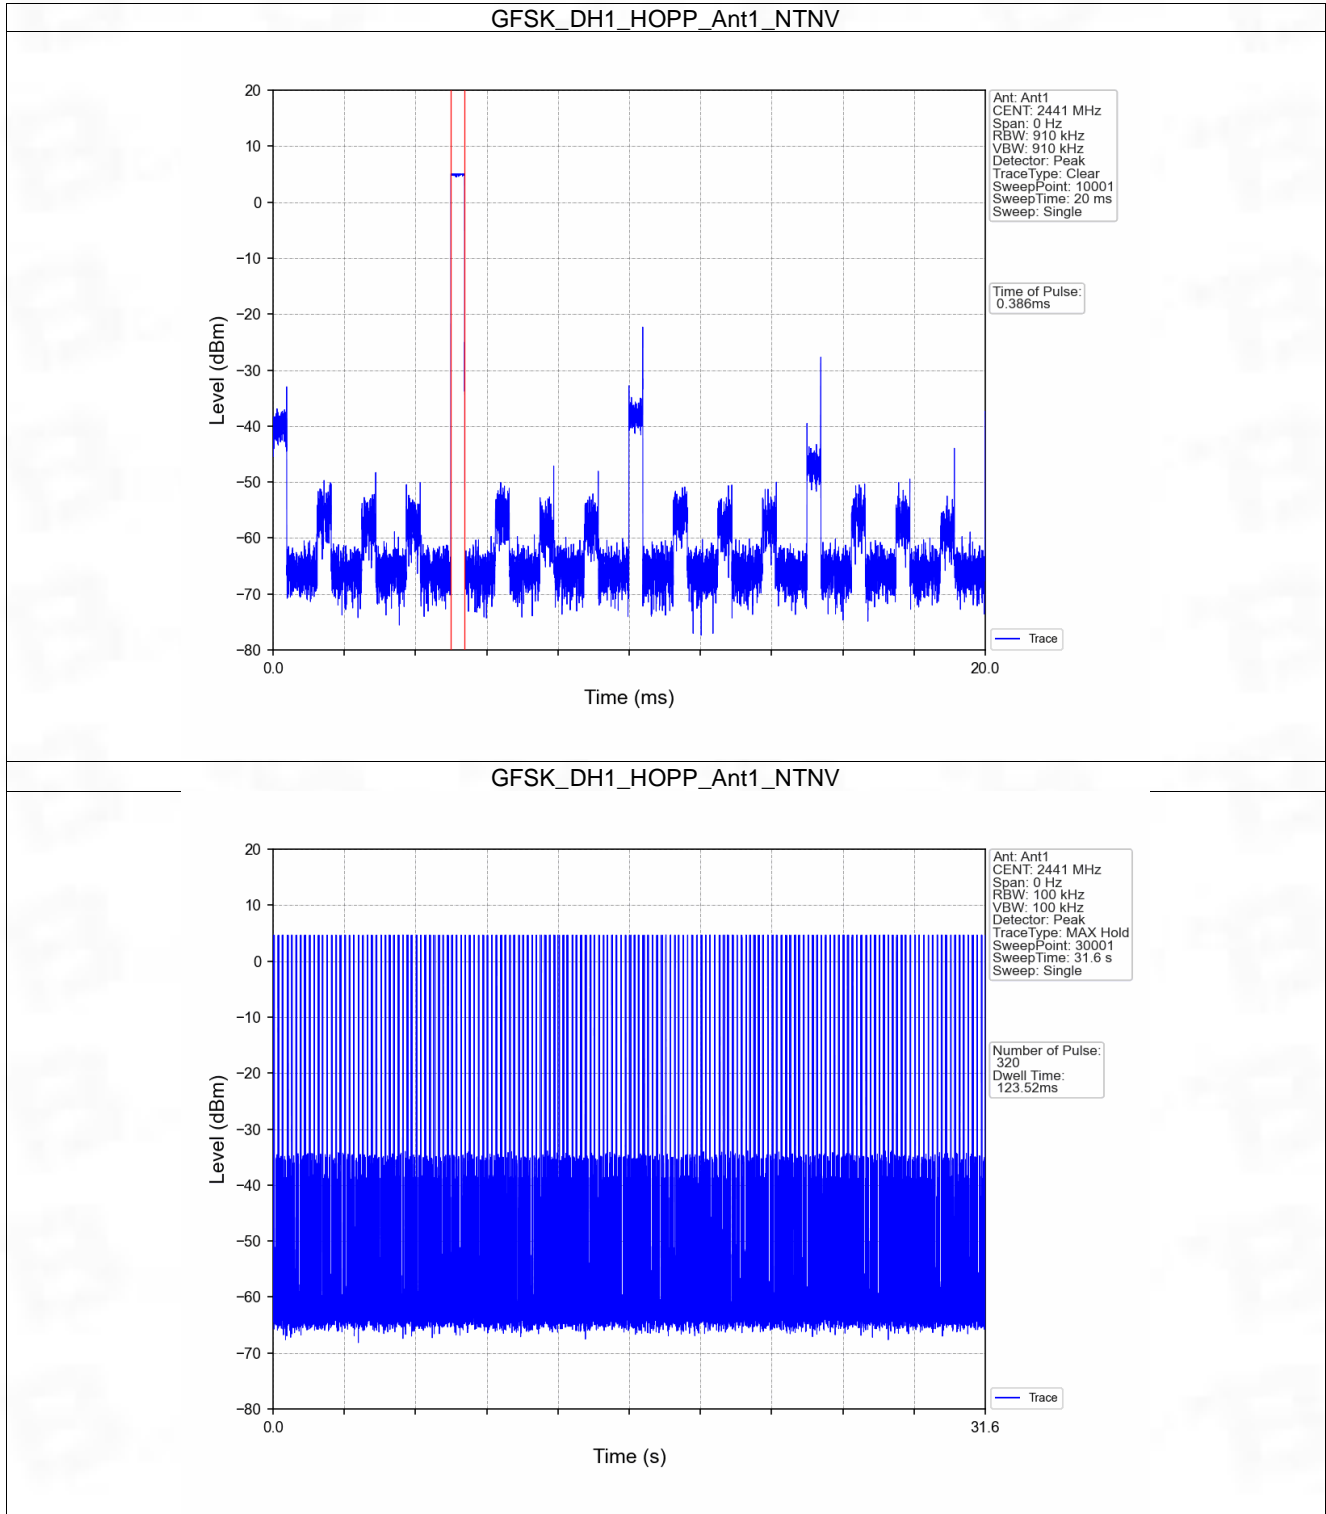 GFSK_DH1_HOPP_Ant1_NTNV
20
10
0
−10
−20
−30
−40
−50
−60
−70
−80
Level (dBm)
0.0
20.0
Time (ms)
Ant: Ant1
CENT: 2441 MHz
Span: 0 Hz
RBW: 910 kHz
VBW: 910 kHz
Detector: Peak
TraceType: Clear
SweepPoint: 10001
SweepTime: 20 ms
Sweep: Single
Time of Pulse:
0.386ms
Trace
GFSK_DH1_HOPP_Ant1_NTNV
20
10
0
−10
−20
−30
−40
−50
−60
−70
−80
Level (dBm)
0.0
31.6
Time (s)
Ant: Ant1
CENT: 2441 MHz
Span: 0 Hz
RBW: 100 kHz
VBW: 100 kHz
Detector: Peak
TraceType: MAX Hold
SweepPoint: 30001
SweepTime: 31.6 s
Sweep: Single
Number of Pulse:
320
Dwell Time:
123.52ms
Trace